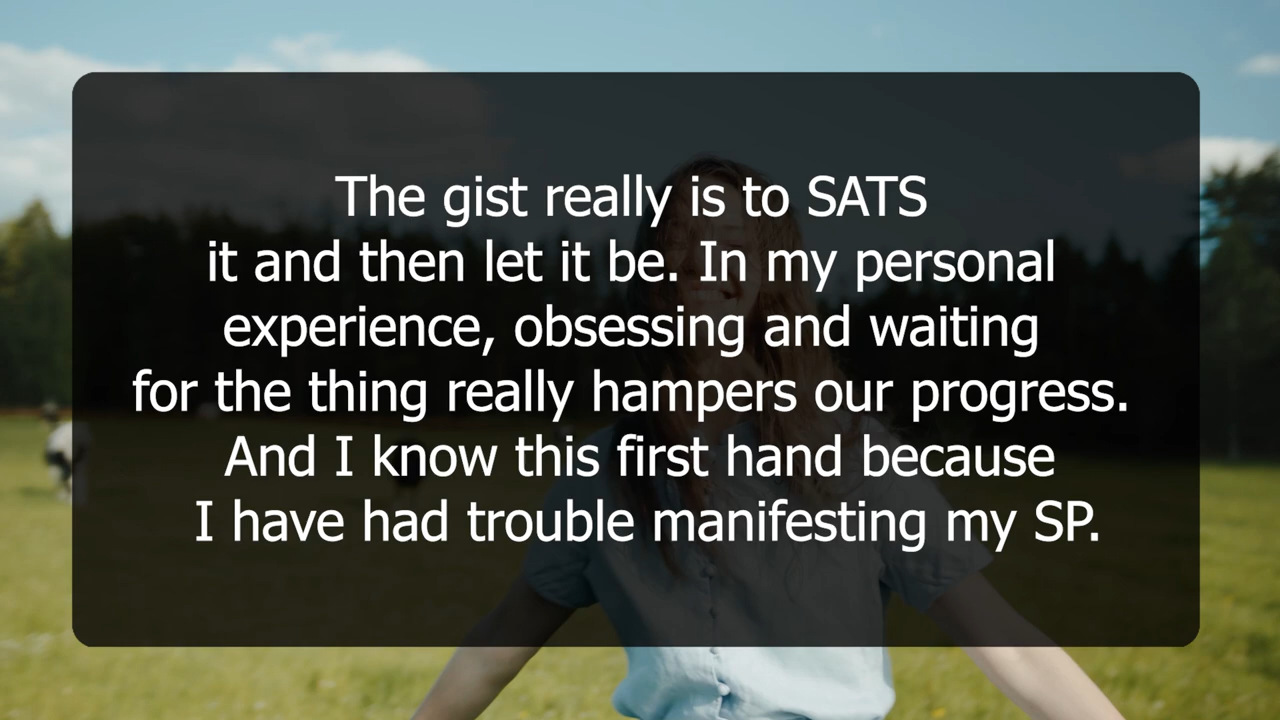 The gist really is to SATS
it and then let it be. In my personal
experience, obsessing and waiting
for the thing really hampers our progress.
And I know this first hand because
I have had trouble manifesting my SP.